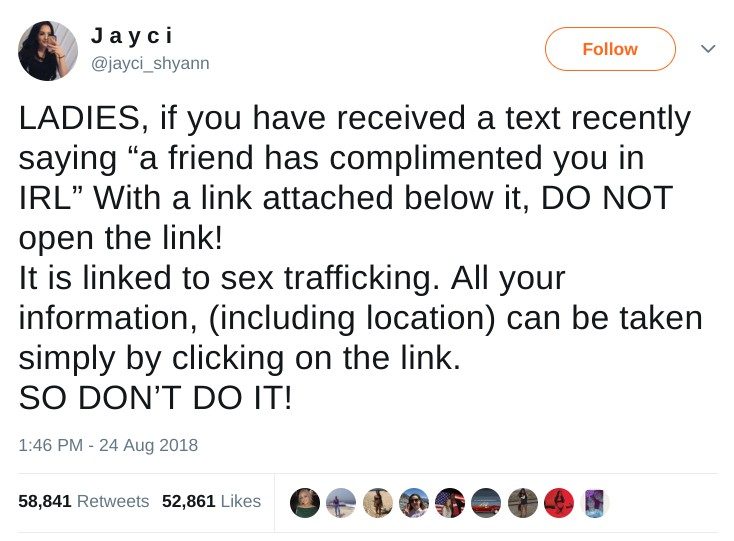 Jayci
@jayci_shyann
Follow
LADIES, if you have received a text recently
saying “a friend has complimented you in
IRL” With a link attached below it, DO NOT
open the link!
It is linked to sex trafficking. All your
information, (including location) can be taken
simply by clicking on the link.
SO DON’T DO IT!
1:46 PM - 24 Aug 2018
58,841 Retweets 52,861 Likes